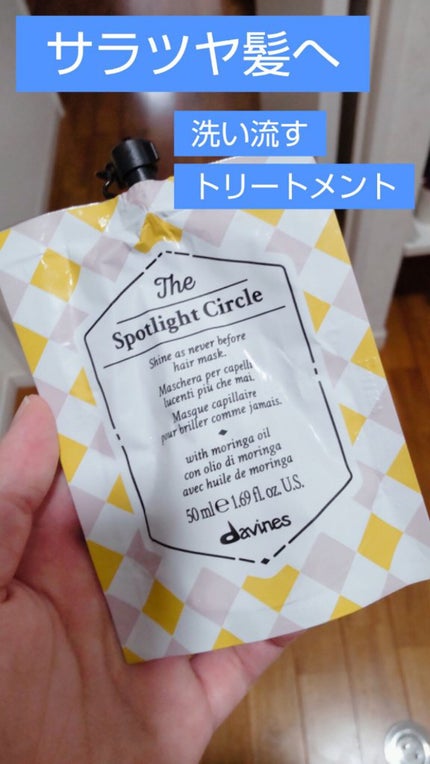 サラツヤ髪へ
洗い流す
トリートメント
The
Spotlight Circle
Shine as never before
hair mask.
Maschera per capelli
lucenti più che mai.
Masque capillaire
pour briller comme jamais.
with moringa oil
con olio di moringa
avec huile de moringa
50 ml e 1.69 fl. oz. U.S.
davines